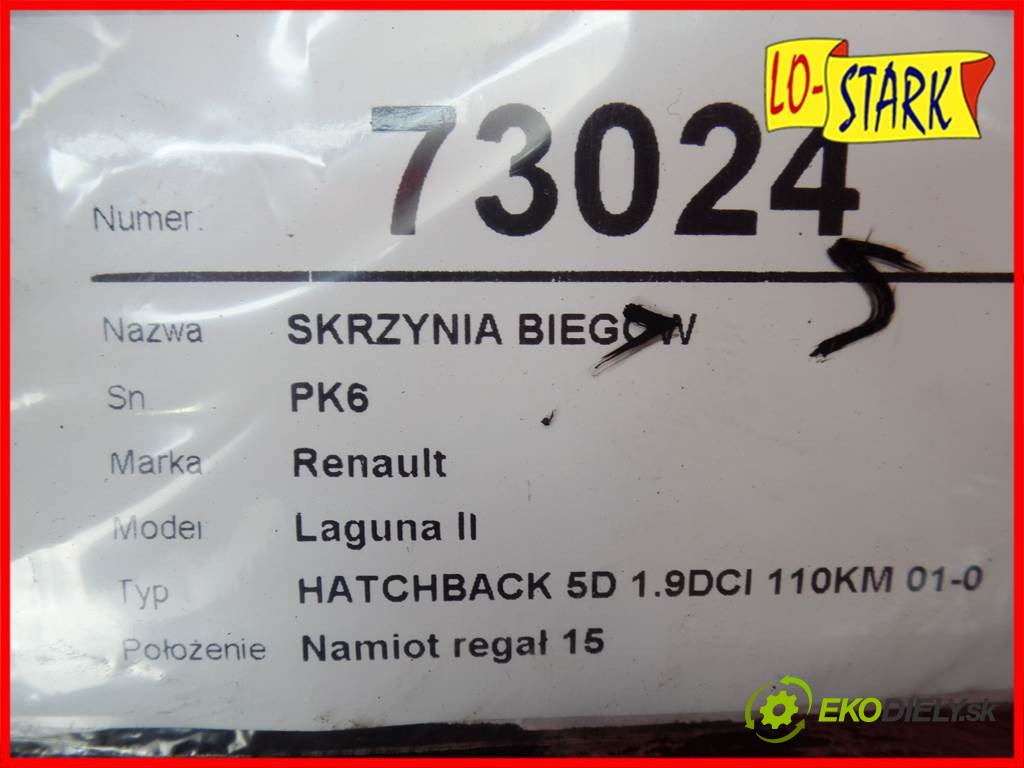 LO-STARK
Numer: 73024
Nazwa SKRZYNIA BIEGÓW
Sn PK6
Marka Renault
Model Laguna II
Typ HATCHBACK 5D 1.9DCI 110KM 01-0
Położenie Namiot regał 15
EKODIELY.sk